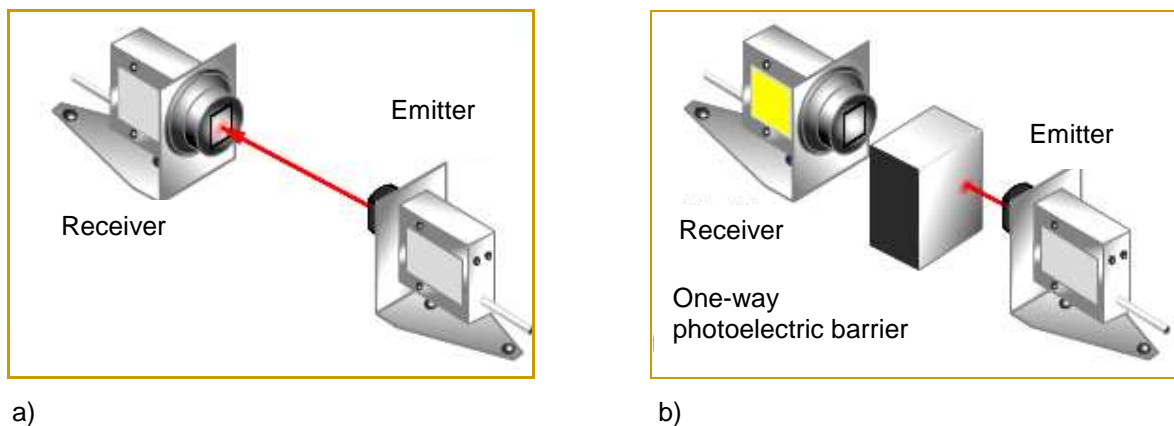 Emitter
Receiver
Emitter
Receiver
One-way
photoelectric barrier
a)
b)